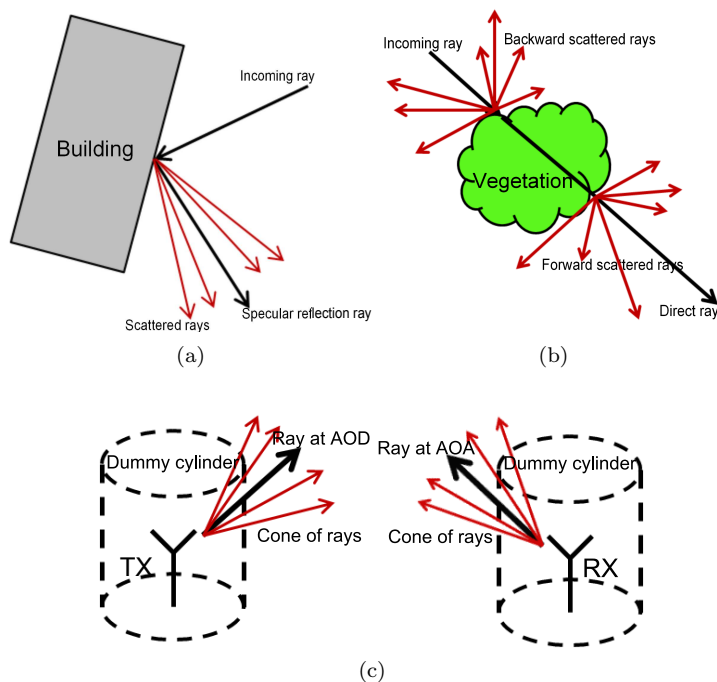 Incoming ray
Building
Scattered rays
Specular reflection ray
(a)
Incoming ray
Backward scattered rays
Vegetation
Forward scattered rays
Direct ray
(b)
Ray at AOD
Dummy cylinder
Cone of rays
TX
Ray at AOA
Dummy cylinder
Cone of rays
RX
(c)